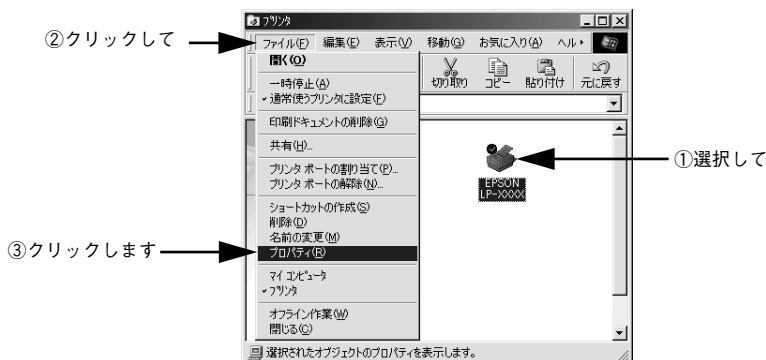 プリンタ
②クリックして
ファイル(F) 編集(E) 表示(V) 移動(G) お気に入り(A) ヘル
開く(O)
切り取り コピー 貼り付け 元に戻す
一時停止(A)
通常使うプリンタに設定(F)
印刷ドキュメントの削除(G)
共有(H)...
①選択して
プリンタ ポートの割り当て(P)...
プリンタ ポートの解除(N)...
EPSON
LP-XXXX
ショートカットの作成(S)
削除(D)
名前の変更(M)
③クリックします
プロパティ(R)
マイ コンピュータ
プリンタ
オフライン作業(W)
閉じる(C)
選択されたオブジェクトのプロパティを表示します。